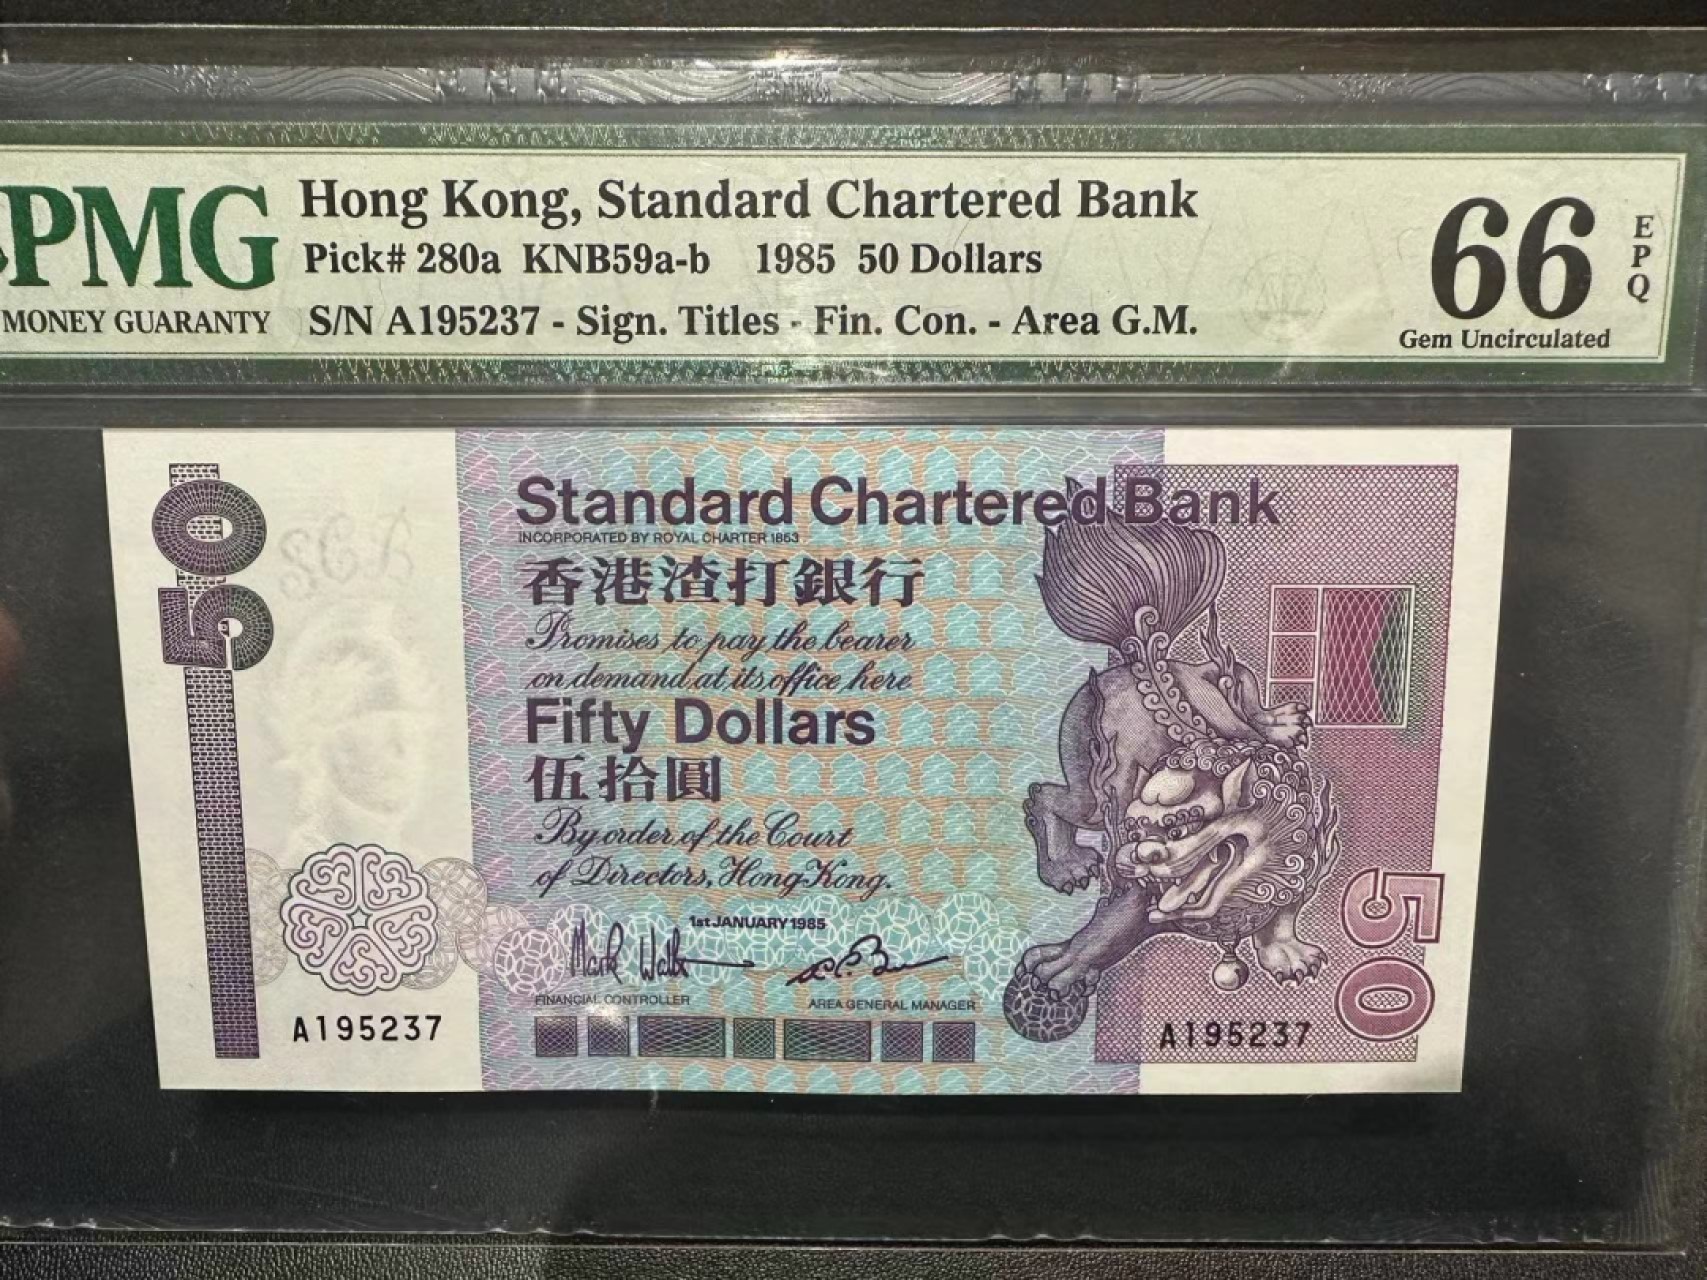 PMG
MONEY GUARANTY
Hong Kong, Standard Chartered Bank
Pick# 280a KNB59a-b 1985 50 Dollars
S/N A195237 - Sign. Titles - Fin. Con. - Area G.M.
66
EPQ
Gem Uncirculated
50
Standard Chartered Bank
INCORPORATED BY ROYAL CHARTER 1853
香港渣打銀行
Promises to pay the bearer
on demand at its office here
Fifty Dollars
伍拾圓
By order of the Court
of Directors, Hong Kong.
1st JANUARY 1985
Mark Walb
FINANCIAL CONTROLLER
AREA GENERAL MANAGER
A195237
A195237
50